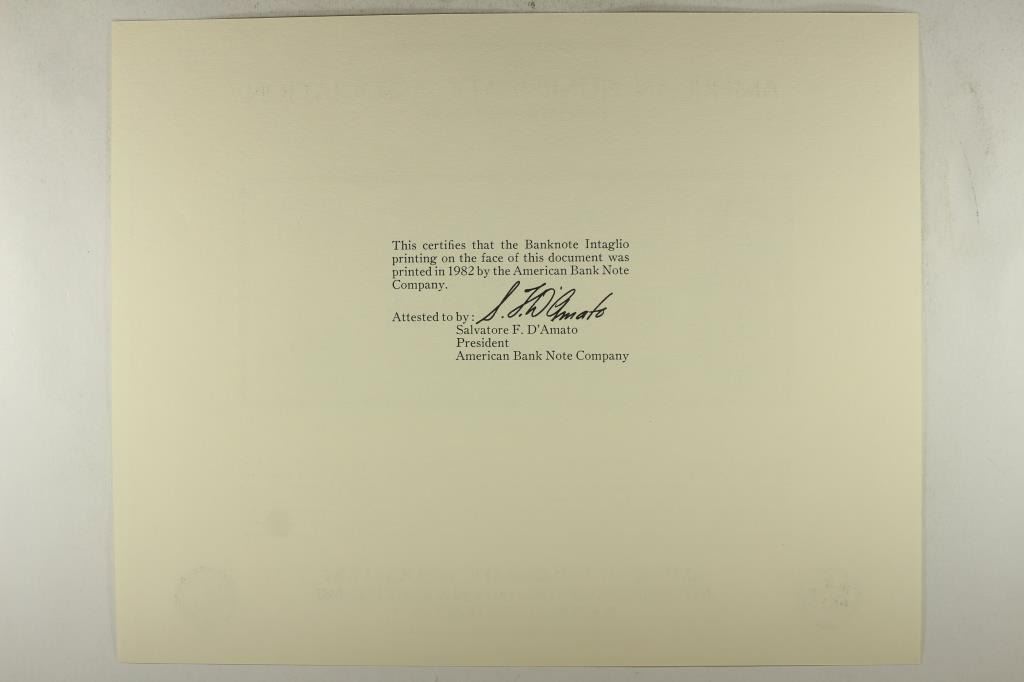 This certifies that the Banknote Intaglio
printing on the face of this document was
printed in 1982 by the American Bank Note
Company.
Attested to by: S. F. D'Amato
Salvatore F. D'Amato
President
American Bank Note Company